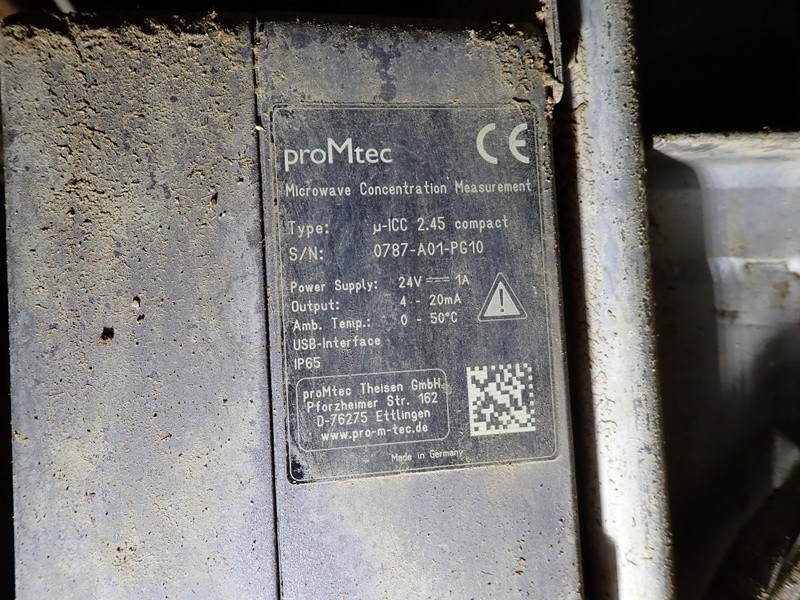 proMtec CE
Microwave Concentration Measurement
Type: µ-ICC 2.45 compact
S/N: 0787-A01-PG10
Power Supply: 24V ⎓ 1A
Output: 4 - 20mA
Amb. Temp.: 0 - 50°C
USB-Interface
IP65
proMtec Theisen GmbH
Pforzheimer Str. 162
D-76275 Ettlingen
www.pro-m-tec.de
Made in Germany